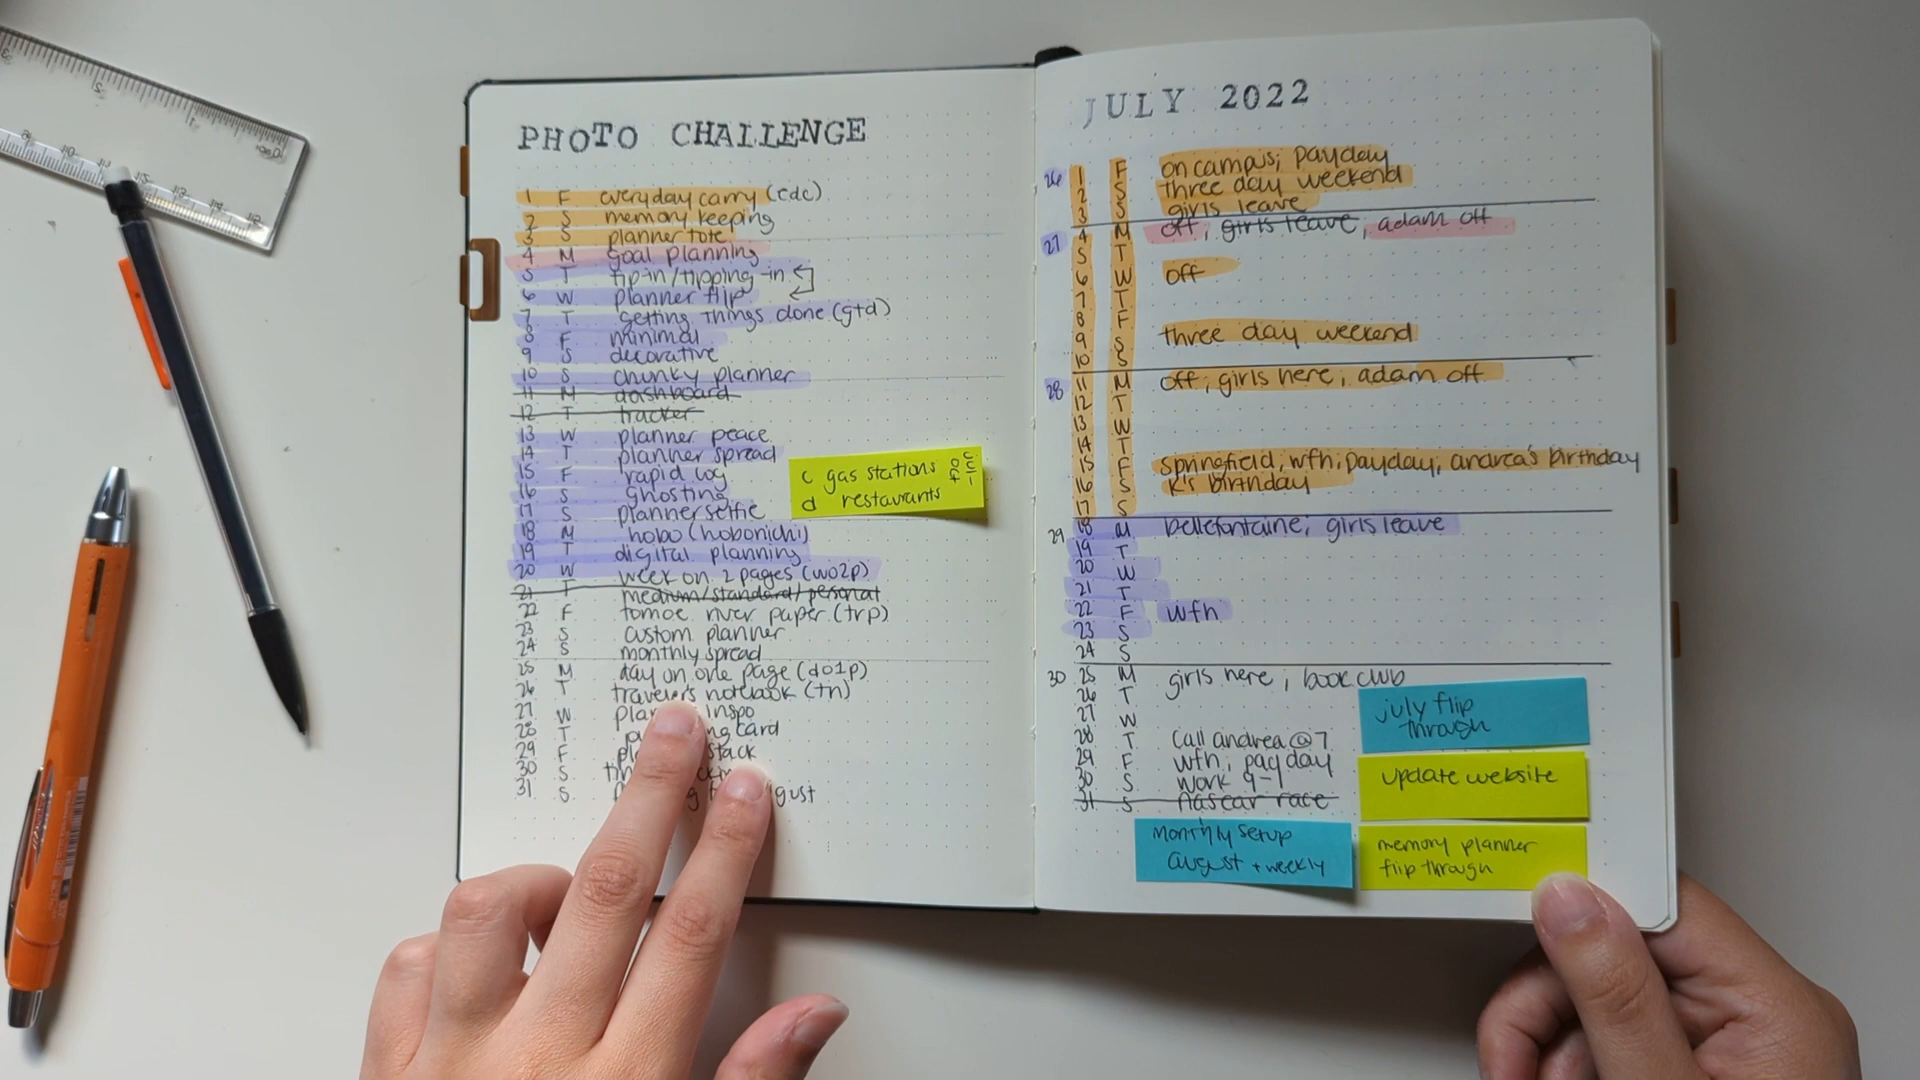 PHOTO CHALLENGE
1 F everyday carry (edc)
2 S memory keeping
3 S planner tote
4 M goal planning
5 T tip-in/tipping-in
6 W planner flip
7 T getting things done (gtd)
8 F minimal
9 S decorative
10 S chunky planner
11 M dashboard
12 T tracker
13 W planner peace
14 T planner spread
15 F rapid log
16 S ghosting
17 S planner selfie
18 M hobo (hobonichi)
19 T digital planning
20 W week on 2 pages (wo2p)
21 T medium/standard/personal
22 F tomoe river paper (trp)
23 S custom planner
24 S monthly spread
25 M day on one page (do1p)
26 T traveler's notebook (tn)
27 W inspo
28 T card
29 F stack
30 S
31 S
c gas stations
d restaurants
JULY 2022
26 1 F on campus; payday
2 S three day weekend
3 S girls leave
27 4 M off; girls leave, adam off
5 T
6 W off
7 T
8 F
9 S three day weekend
10 S
28 11 M off; girls here; adam off
12 T
13 W
14 T
15 F springfield, wfh; payday, andrea's birthday
16 S K's birthday
17 S
29 18 M bellefontaine; girls leave
19 T
20 W
21 T
22 F wfh
23 S
24 S
30 25 M girls here; book club
26 T
27 W
28 T call andrea @ 7
29 F wfh; payday
30 S work 9-1
31 S nascar race
july flip
through
update website
monthly setup
august + weekly
memory planner
flip through